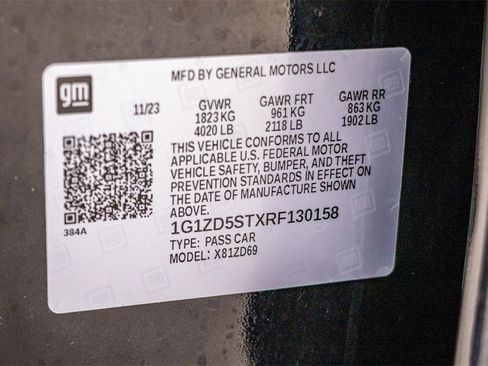 gm
MFD BY GENERAL MOTORS LLC
11/23 GVWR GAWR FRT GAWR RR
1823 KG 961 KG 863 KG
4020 LB 2118 LB 1902 LB
THIS VEHICLE CONFORMS TO ALL
APPLICABLE U.S. FEDERAL MOTOR
VEHICLE SAFETY, BUMPER, AND THEFT
PREVENTION STANDARDS IN EFFECT ON
THE DATE OF MANUFACTURE SHOWN
ABOVE.
384A
1G1ZD5STXRF130158
TYPE: PASS CAR
MODEL: X81ZD69